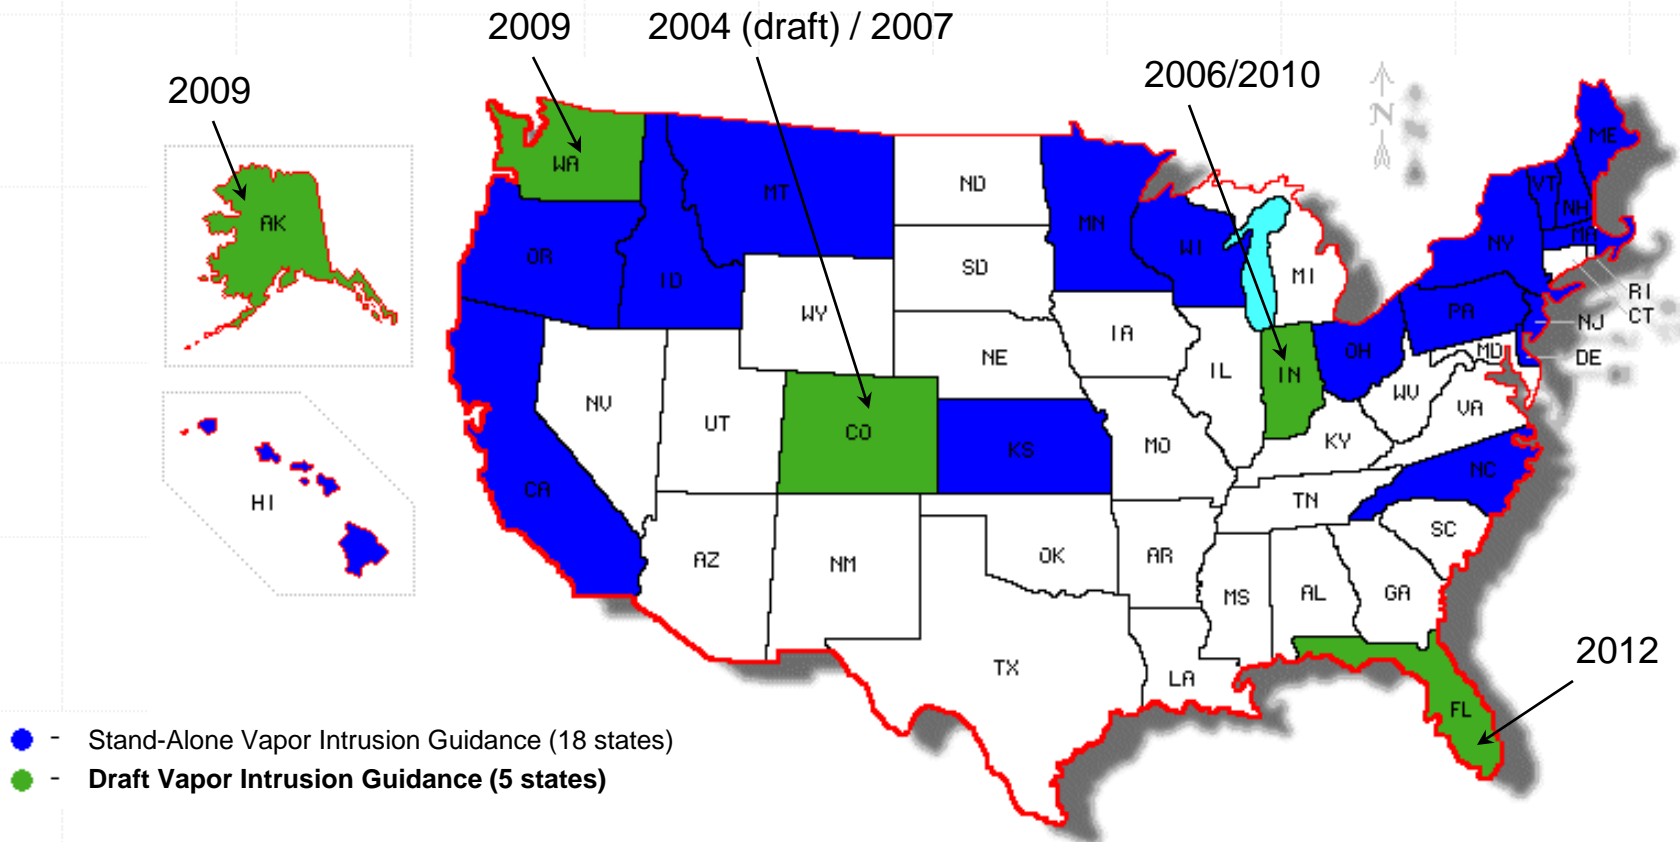 2009
2004 (draft) / 2007
2006/2010
2009
N
WA
MT
ND
MN
ME
VT
NH
MA
NY
WI
MI
AK
OR
ID
SD
WY
RI
CT
NJ
DE
PA
OH
MD
IA
NE
IL
IN
WV
VA
NV
UT
CO
KS
MO
KY
NC
CA
HI
TN
SC
AZ
NM
OK
AR
MS
AL
GA
TX
LA
FL
2012
- Stand-Alone Vapor Intrusion Guidance (18 states)
- Draft Vapor Intrusion Guidance (5 states)